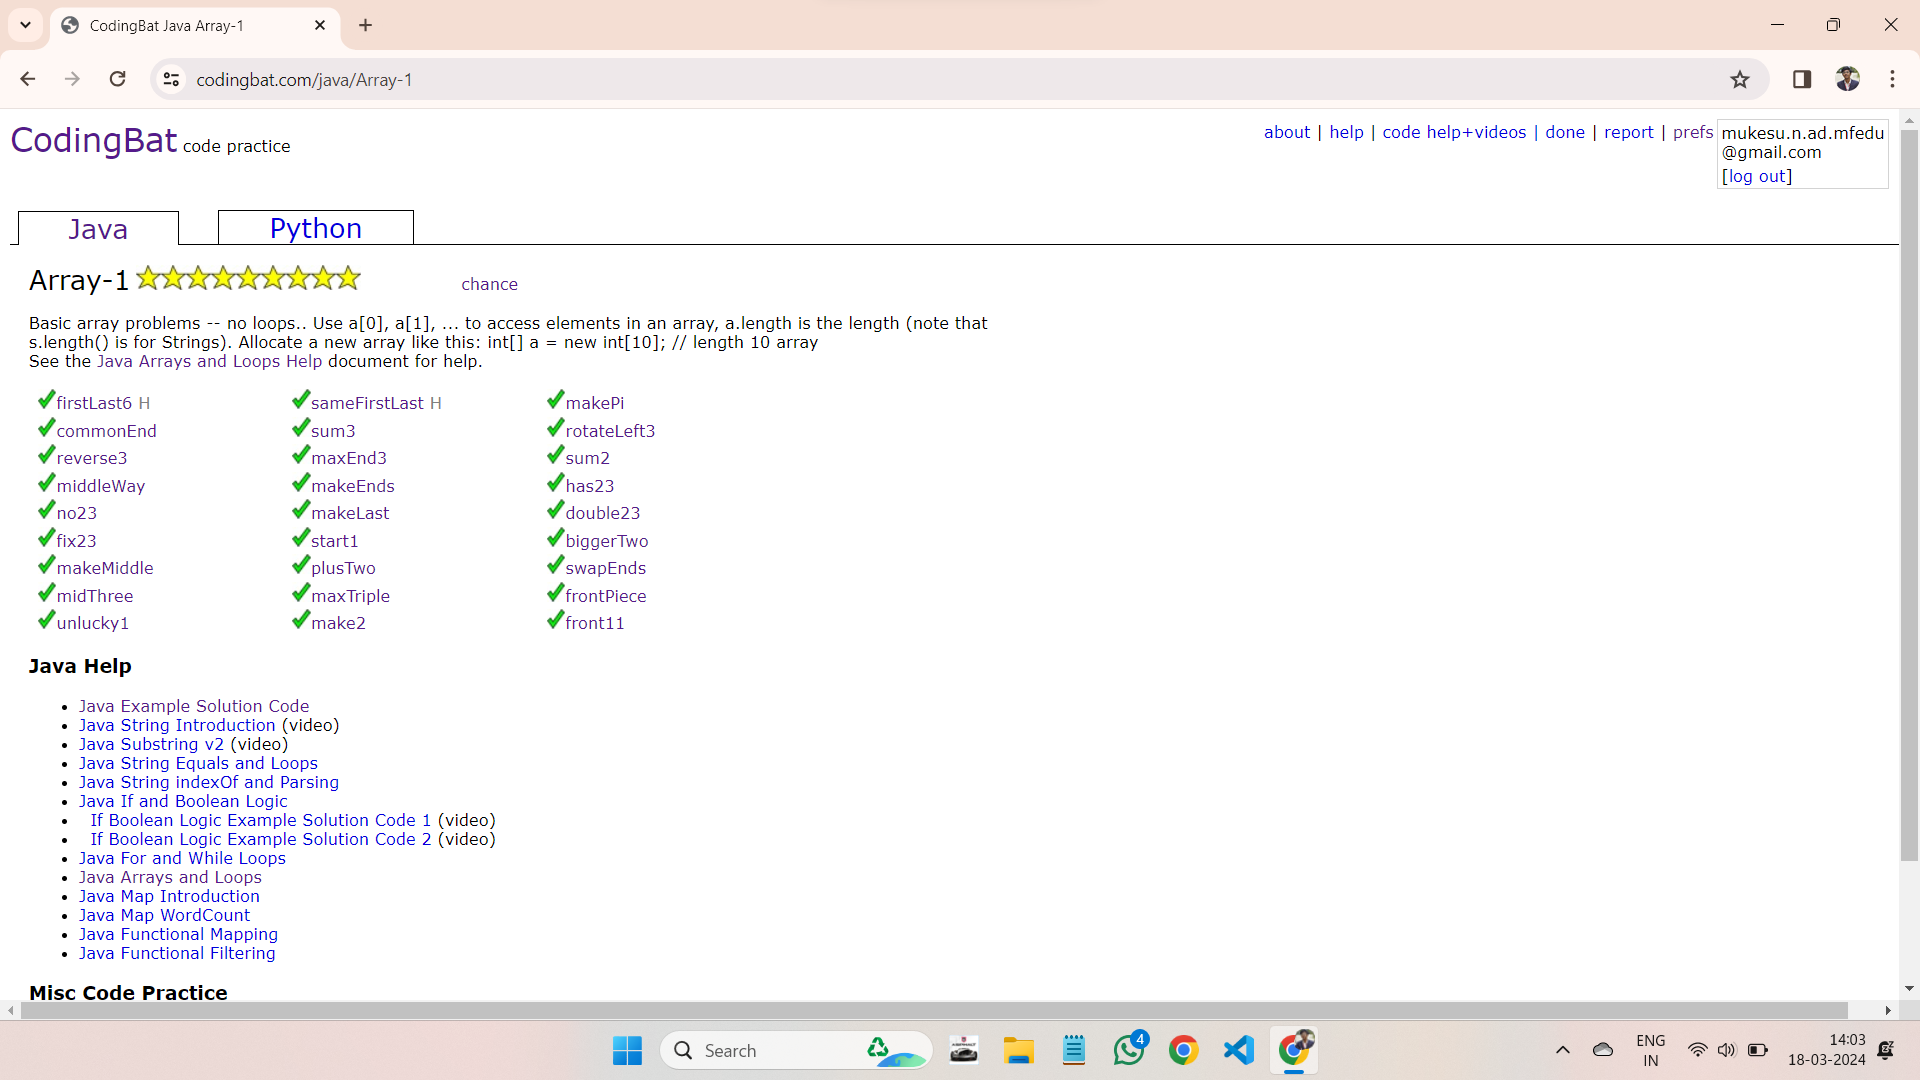 CodingBat Java Array-1
codingbat.com/java/Array-1
CodingBat code practice
about | help | code help+videos | done | report | prefs
mukesu.n.ad.mfedu
@gmail.com
[log out]
Java
Python
Array-1
chance
Basic array problems -- no loops.. Use a[0], a[1], ... to access elements in an array, a.length is the length (note that
s.length() is for Strings). Allocate a new array like this: int[] a = new int[10]; // length 10 array
See the Java Arrays and Loops Help document for help.
firstLast6 H
sameFirstLast H
makePi
commonEnd
sum3
rotateLeft3
reverse3
maxEnd3
sum2
middleWay
makeEnds
has23
no23
makeLast
double23
fix23
start1
biggerTwo
makeMiddle
plusTwo
swapEnds
midThree
maxTriple
frontPiece
unlucky1
make2
front11
Java Help
Java Example Solution Code
Java String Introduction (video)
Java Substring v2 (video)
Java String Equals and Loops
Java String indexOf and Parsing
Java If and Boolean Logic
If Boolean Logic Example Solution Code 1 (video)
If Boolean Logic Example Solution Code 2 (video)
Java For and While Loops
Java Arrays and Loops
Java Map Introduction
Java Map WordCount
Java Functional Mapping
Java Functional Filtering
Misc Code Practice
Search
4
ENG
IN
14:03
18-03-2024